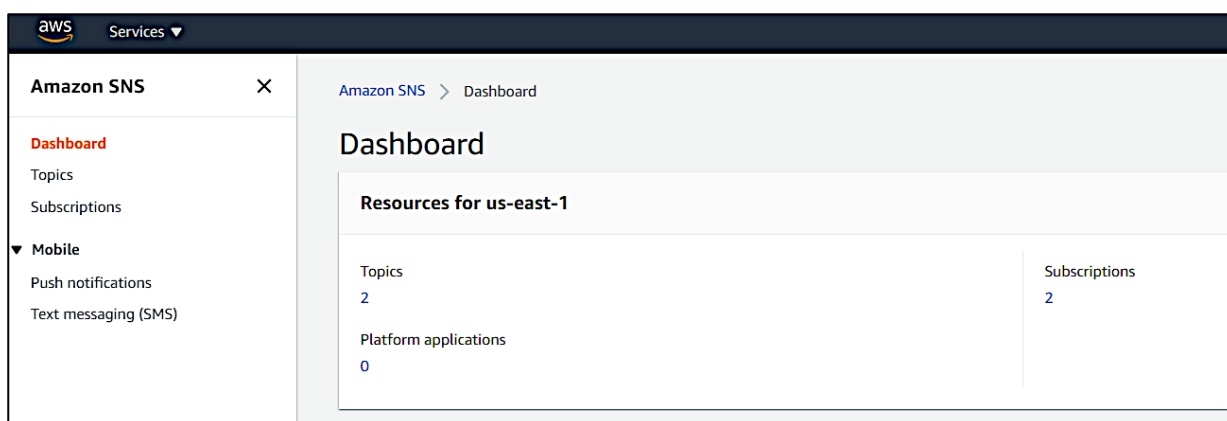 aws Services ▼
Amazon SNS ✕
Dashboard
Topics
Subscriptions
▼ Mobile
Push notifications
Text messaging (SMS)
Amazon SNS > Dashboard
Dashboard
Resources for us-east-1
Topics
2
Platform applications
0
Subscriptions
2